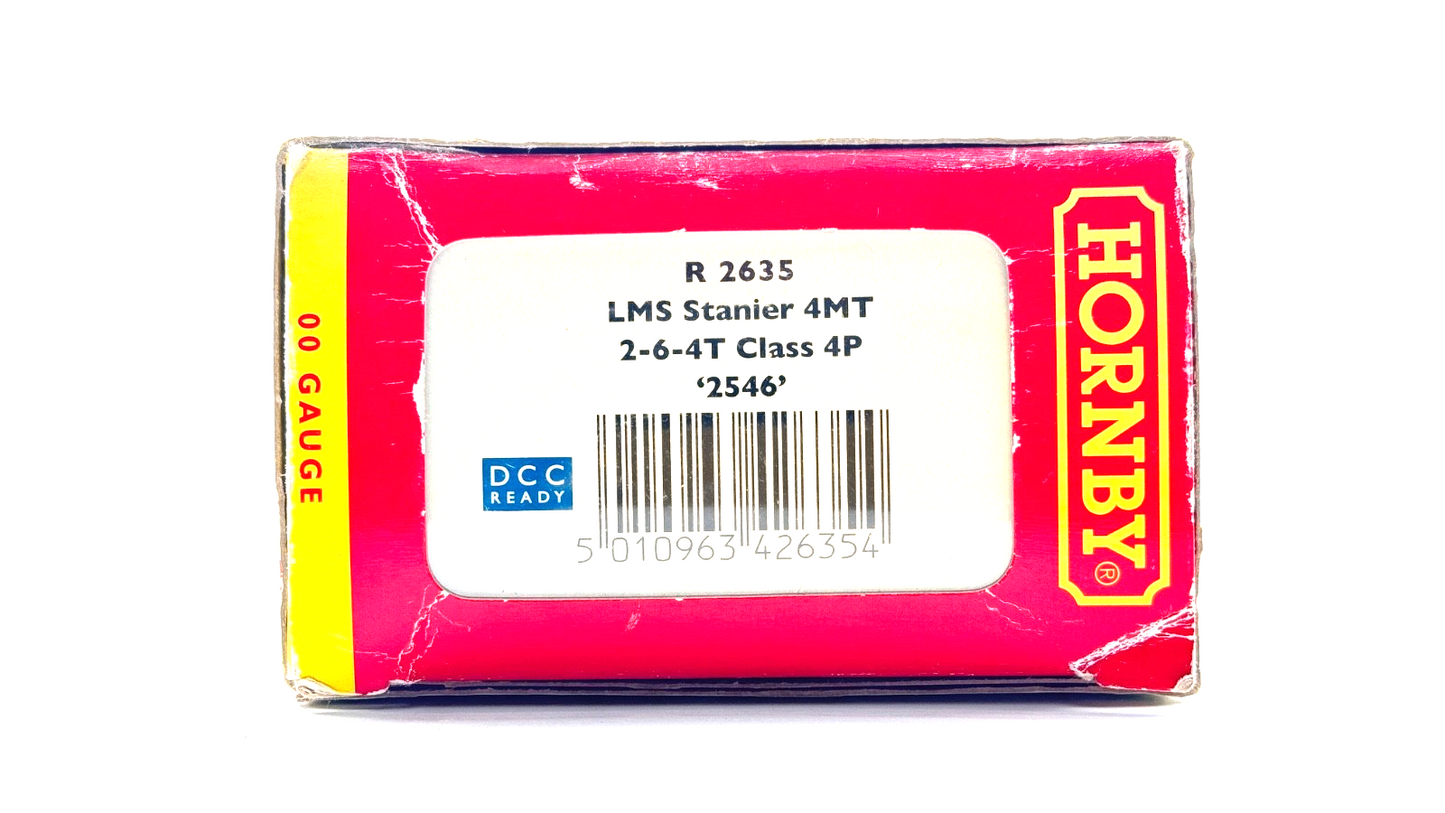 00 GAUGE
R 2635
LMS Stanier 4MT
2-6-4T Class 4P
‘2546’
DCC
READY
5 010963 426354
HORNBY®